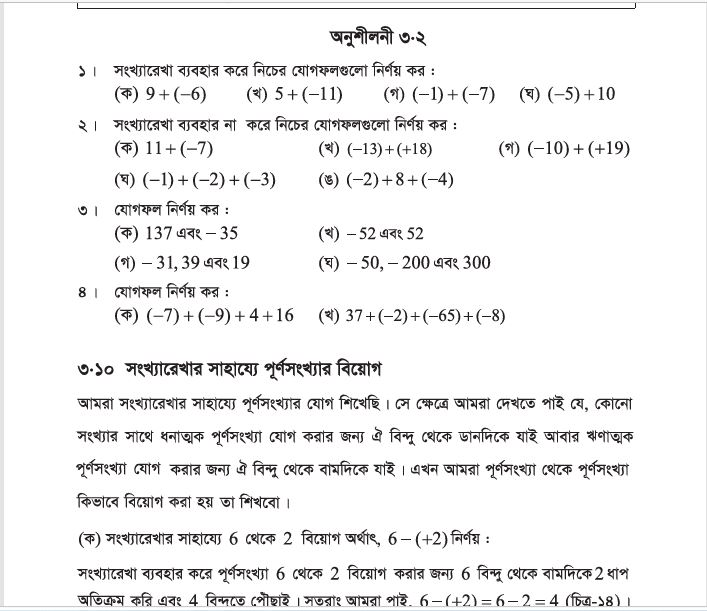 অনুশীলনী ৩·২
১। সংখ্যারেখা ব্যবহার করে নিচের যোগফলগুলো নির্ণয় কর :
(ক) 9 + (−6) (খ) 5 + (−11) (গ) (−1) + (−7) (ঘ) (−5) + 10
২। সংখ্যারেখা ব্যবহার না করে নিচের যোগফলগুলো নির্ণয় কর :
(ক) 11 + (−7) (খ) (−13) + (+18) (গ) (−10) + (+19)
(ঘ) (−1) + (−2) + (−3) (ঙ) (−2) + 8 + (−4)
৩। যোগফল নির্ণয় কর :
(ক) 137 এবং − 35 (খ) − 52 এবং 52
(গ) − 31, 39 এবং 19 (ঘ) − 50, − 200 এবং 300
৪। যোগফল নির্ণয় কর :
(ক) (−7) + (−9) + 4 + 16 (খ) 37 + (−2) + (−65) + (−8)
৩·১০ সংখ্যারেখার সাহায্যে পূর্ণসংখ্যার বিয়োগ
আমরা সংখ্যারেখার সাহায্যে পূর্ণসংখ্যার যোগ শিখেছি। সে ক্ষেত্রে আমরা দেখতে পাই যে, কোনো
সংখ্যার সাথে ধনাত্মক পূর্ণসংখ্যা যোগ করার জন্য ঐ বিন্দু থেকে ডানদিকে যাই আবার ঋণাত্মক
পূর্ণসংখ্যা যোগ করার জন্য ঐ বিন্দু থেকে বামদিকে যাই। এখন আমরা পূর্ণসংখ্যা থেকে পূর্ণসংখ্যা
কিভাবে বিয়োগ করা হয় তা শিখবো।
(ক) সংখ্যারেখার সাহায্যে 6 থেকে 2 বিয়োগ অর্থাৎ, 6 − (+2) নির্ণয় :
সংখ্যারেখা ব্যবহার করে পূর্ণসংখ্যা 6 থেকে 2 বিয়োগ করার জন্য 6 বিন্দু থেকে বামদিকে 2 ধাপ
অতিক্রম করি এবং 4 বিন্দুতে পৌঁছাই। সুতরাং আমরা পাই, 6 − (+2) = 6 − 2 = 4 (চিত্র-১৪)।